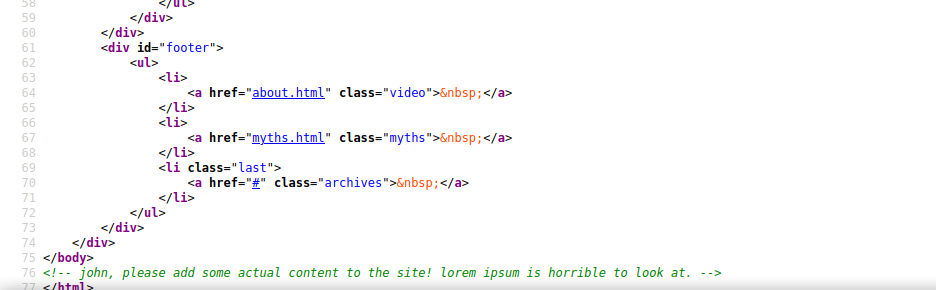 58 </ul>
59 </div>
60 </div>
61 <div id="footer">
62 <ul>
63 <li>
64 <a href="about.html" class="video">&nbsp;</a>
65 </li>
66 <li>
67 <a href="myths.html" class="myths">&nbsp;</a>
68 </li>
69 <li class="last">
70 <a href="#" class="archives">&nbsp;</a>
71 </li>
72 </ul>
73 </div>
74 </div>
75 </body>
76 <!-- john, please add some actual content to the site! lorem ipsum is horrible to look at. -->
77 </html>